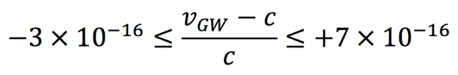 −3 × 10⁻¹⁶ ≤ (v_GW − c)/c ≤ +7 × 10⁻¹⁶